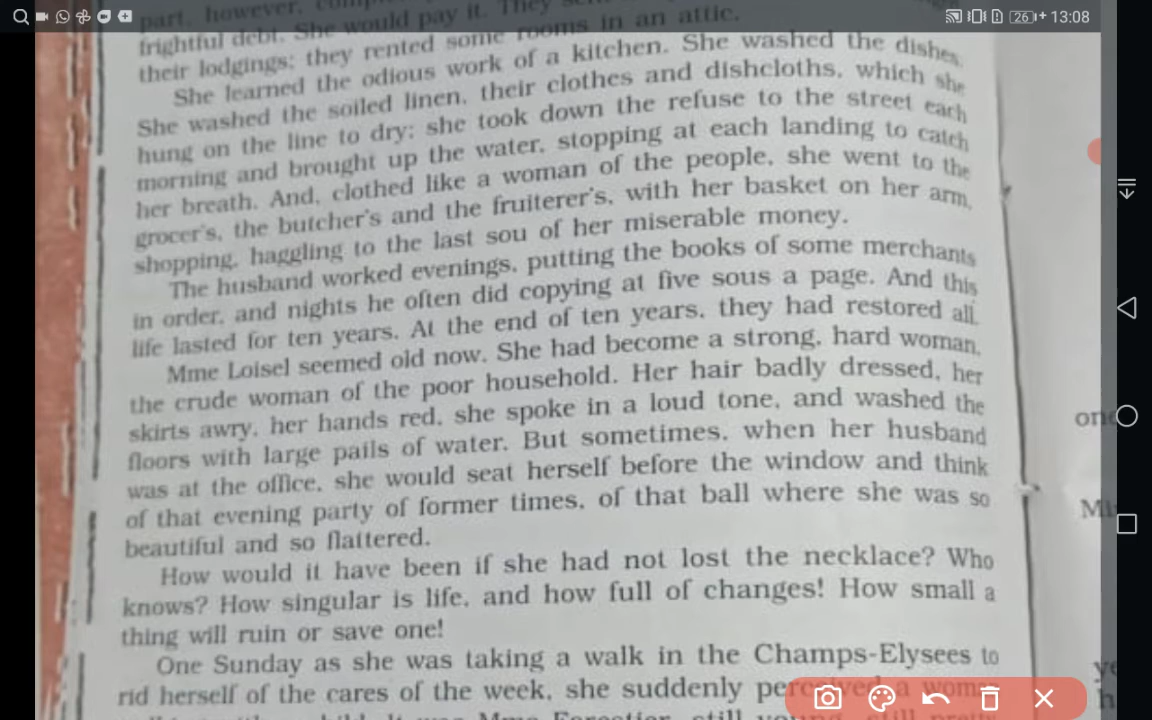 26 13:08
part, however,
frightful debt. She would pay it. They
their lodgings; they rented some rooms in an attic.
She learned the odious work of a kitchen. She washed the dishes.
She washed the soiled linen, their clothes and dishcloths, which she
hung on the line to dry; she took down the refuse to the street each
morning and brought up the water, stopping at each landing to catch
her breath. And, clothed like a woman of the people, she went to the
grocer's, the butcher's and the fruiterer's, with her basket on her arm,
shopping, haggling to the last sou of her miserable money.
The husband worked evenings, putting the books of some merchants
in order, and nights he often did copying at five sous a page. And this
life lasted for ten years. At the end of ten years, they had restored all.
Mme Loisel seemed old now. She had become a strong, hard woman,
the crude woman of the poor household. Her hair badly dressed, her
skirts awry, her hands red, she spoke in a loud tone, and washed the
floors with large pails of water. But sometimes, when her husband
was at the office, she would seat herself before the window and think
of that evening party of former times, of that ball where she was so
beautiful and so flattered.
How would it have been if she had not lost the necklace? Who
knows? How singular is life, and how full of changes! How small a
thing will ruin or save one!
One Sunday as she was taking a walk in the Champs-Elysees to
rid herself of the cares of the week, she suddenly perceived a woman
Mme Forestier, still